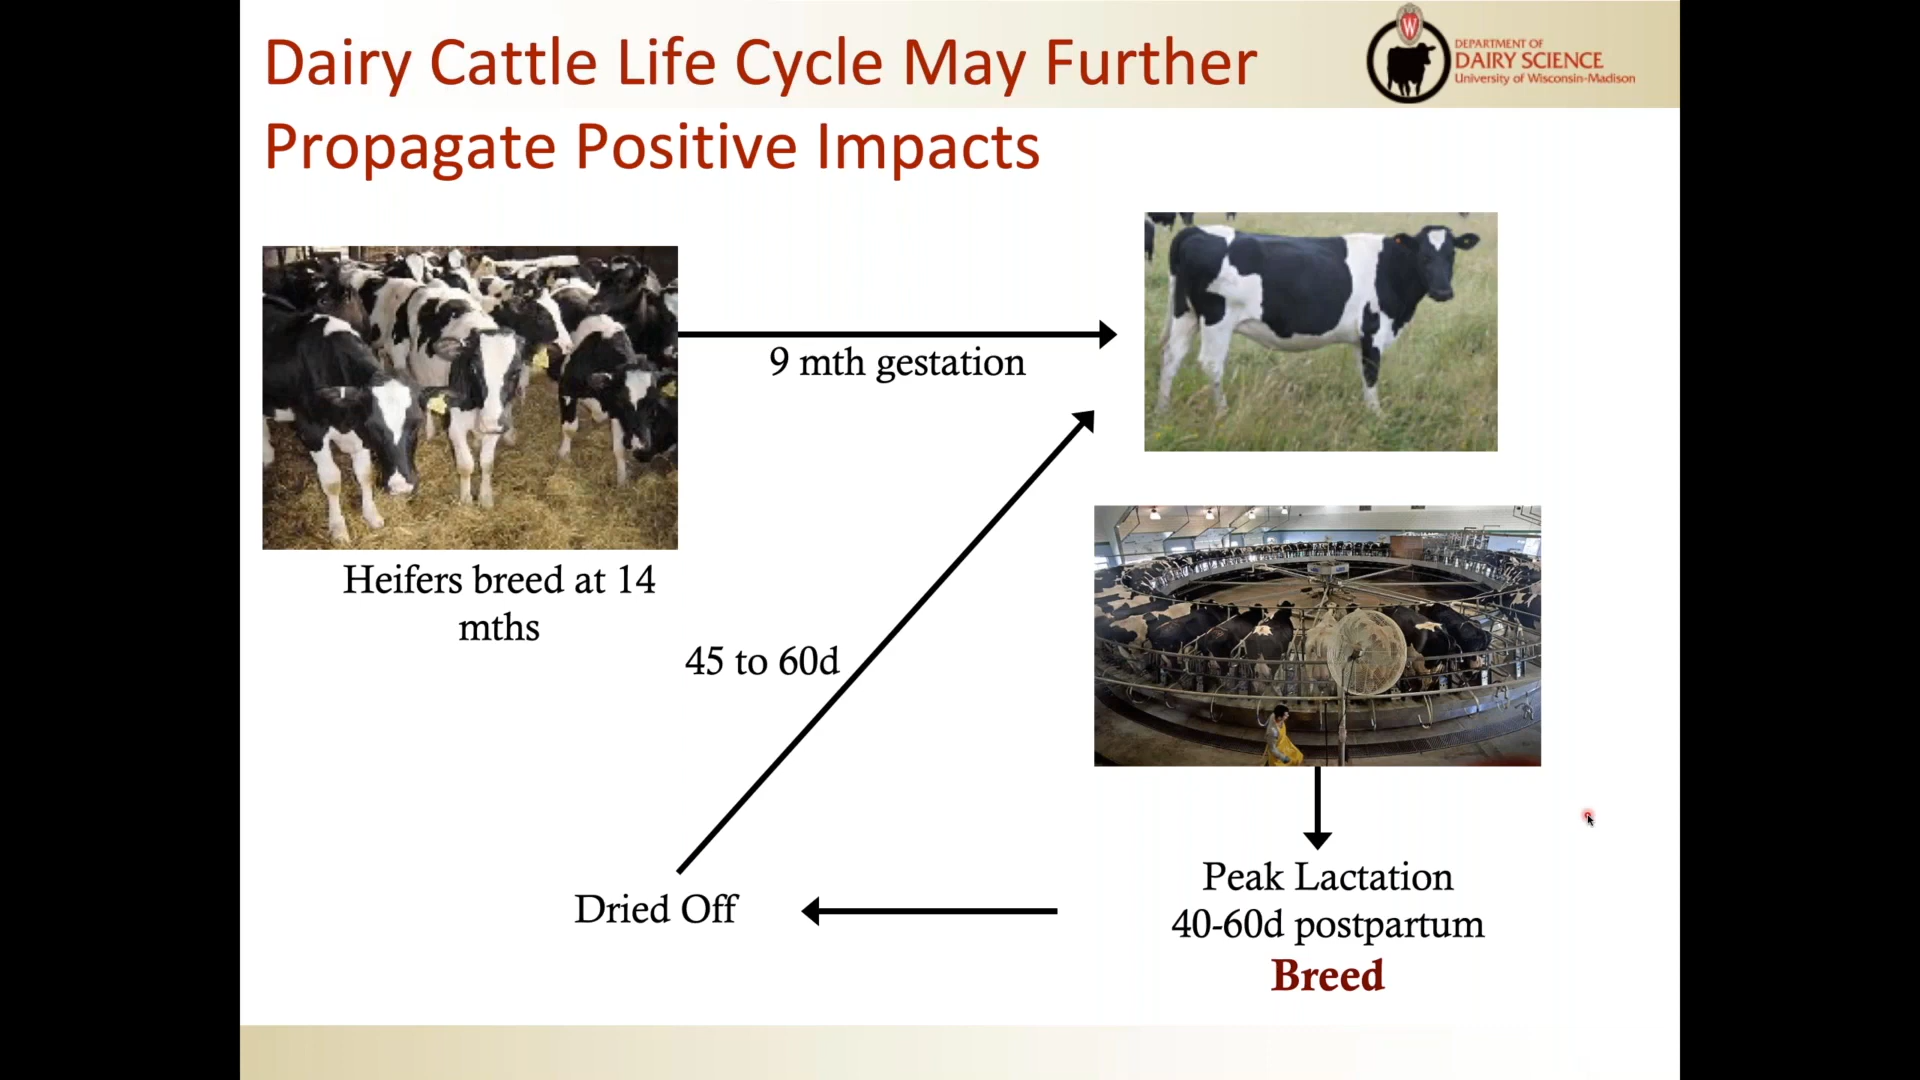 Dairy Cattle Life Cycle May Further
Propagate Positive Impacts
W
DEPARTMENT OF
DAIRY SCIENCE
University of Wisconsin-Madison
9 mth gestation
Heifers breed at 14
mths
45 to 60d
Dried Off
Peak Lactation
40-60d postpartum
Breed